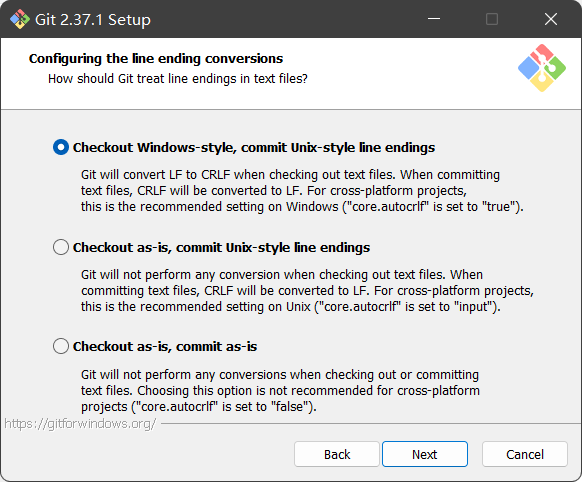 Git 2.37.1 Setup
Configuring the line ending conversions
How should Git treat line endings in text files?
Checkout Windows-style, commit Unix-style line endings
Git will convert LF to CRLF when checking out text files. When committing
text files, CRLF will be converted to LF. For cross-platform projects,
this is the recommended setting on Windows ("core.autocrlf" is set to "true").
Checkout as-is, commit Unix-style line endings
Git will not perform any conversion when checking out text files. When
committing text files, CRLF will be converted to LF. For cross-platform projects,
this is the recommended setting on Unix ("core.autocrlf" is set to "input").
Checkout as-is, commit as-is
Git will not perform any conversions when checking out or committing
text files. Choosing this option is not recommended for cross-platform
projects ("core.autocrlf" is set to "false").
https://gitforwindows.org/
Back Next Cancel